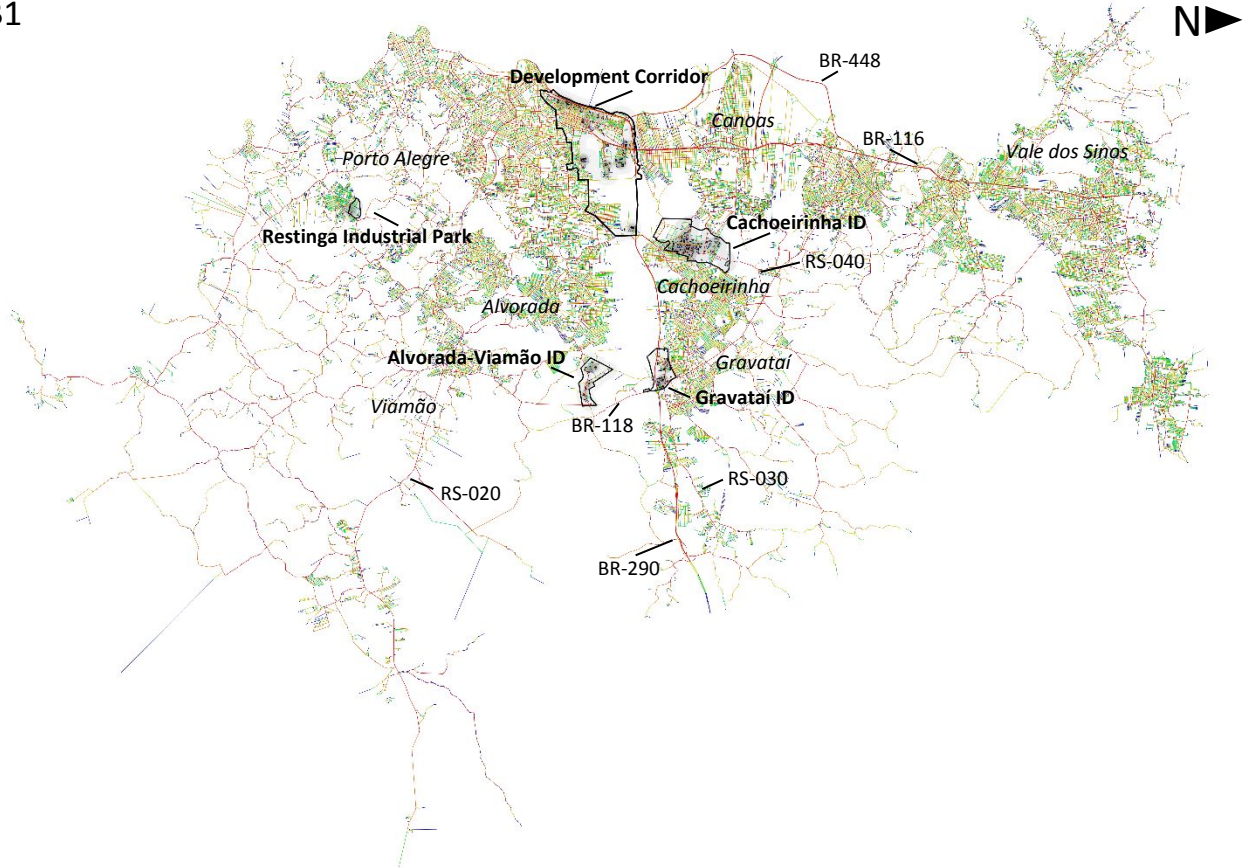 31
N
BR-448
Development Corridor
Canoas
BR-116
Vale dos Sinos
Porto Alegre
Restinga Industrial Park
Cachoeirinha ID
RS-040
Cachoeirinha
Alvorada
Alvorada-Viamão ID
Gravataí
Viamão
Gravataí ID
BR-118
RS-030
RS-020
BR-290